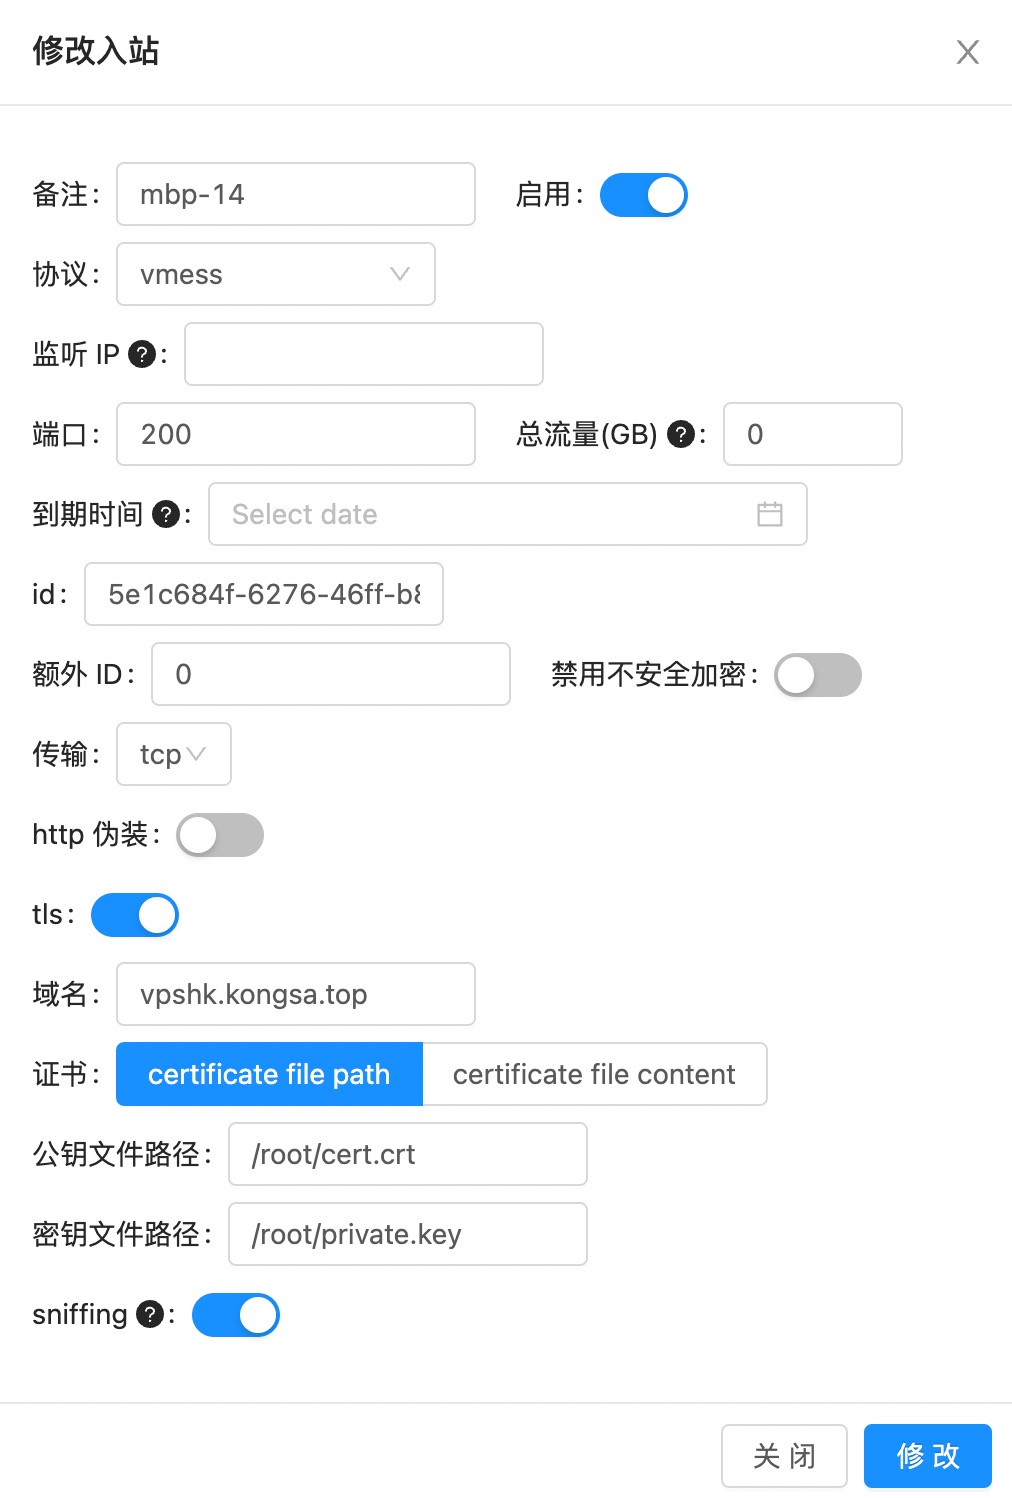 修改入站
备注: mbp-14 启用:
协议: vmess
监听 IP ?:
端口: 200 总流量(GB) ?: 0
到期时间 ?: Select date
id: 5e1c684f-6276-46ff-b8
额外 ID: 0 禁用不安全加密:
传输: tcp
http 伪装:
tls:
域名: vpshk.kongsa.top
证书: certificate file path certificate file content
公钥文件路径: /root/cert.crt
密钥文件路径: /root/private.key
sniffing ?:
关 闭 修 改